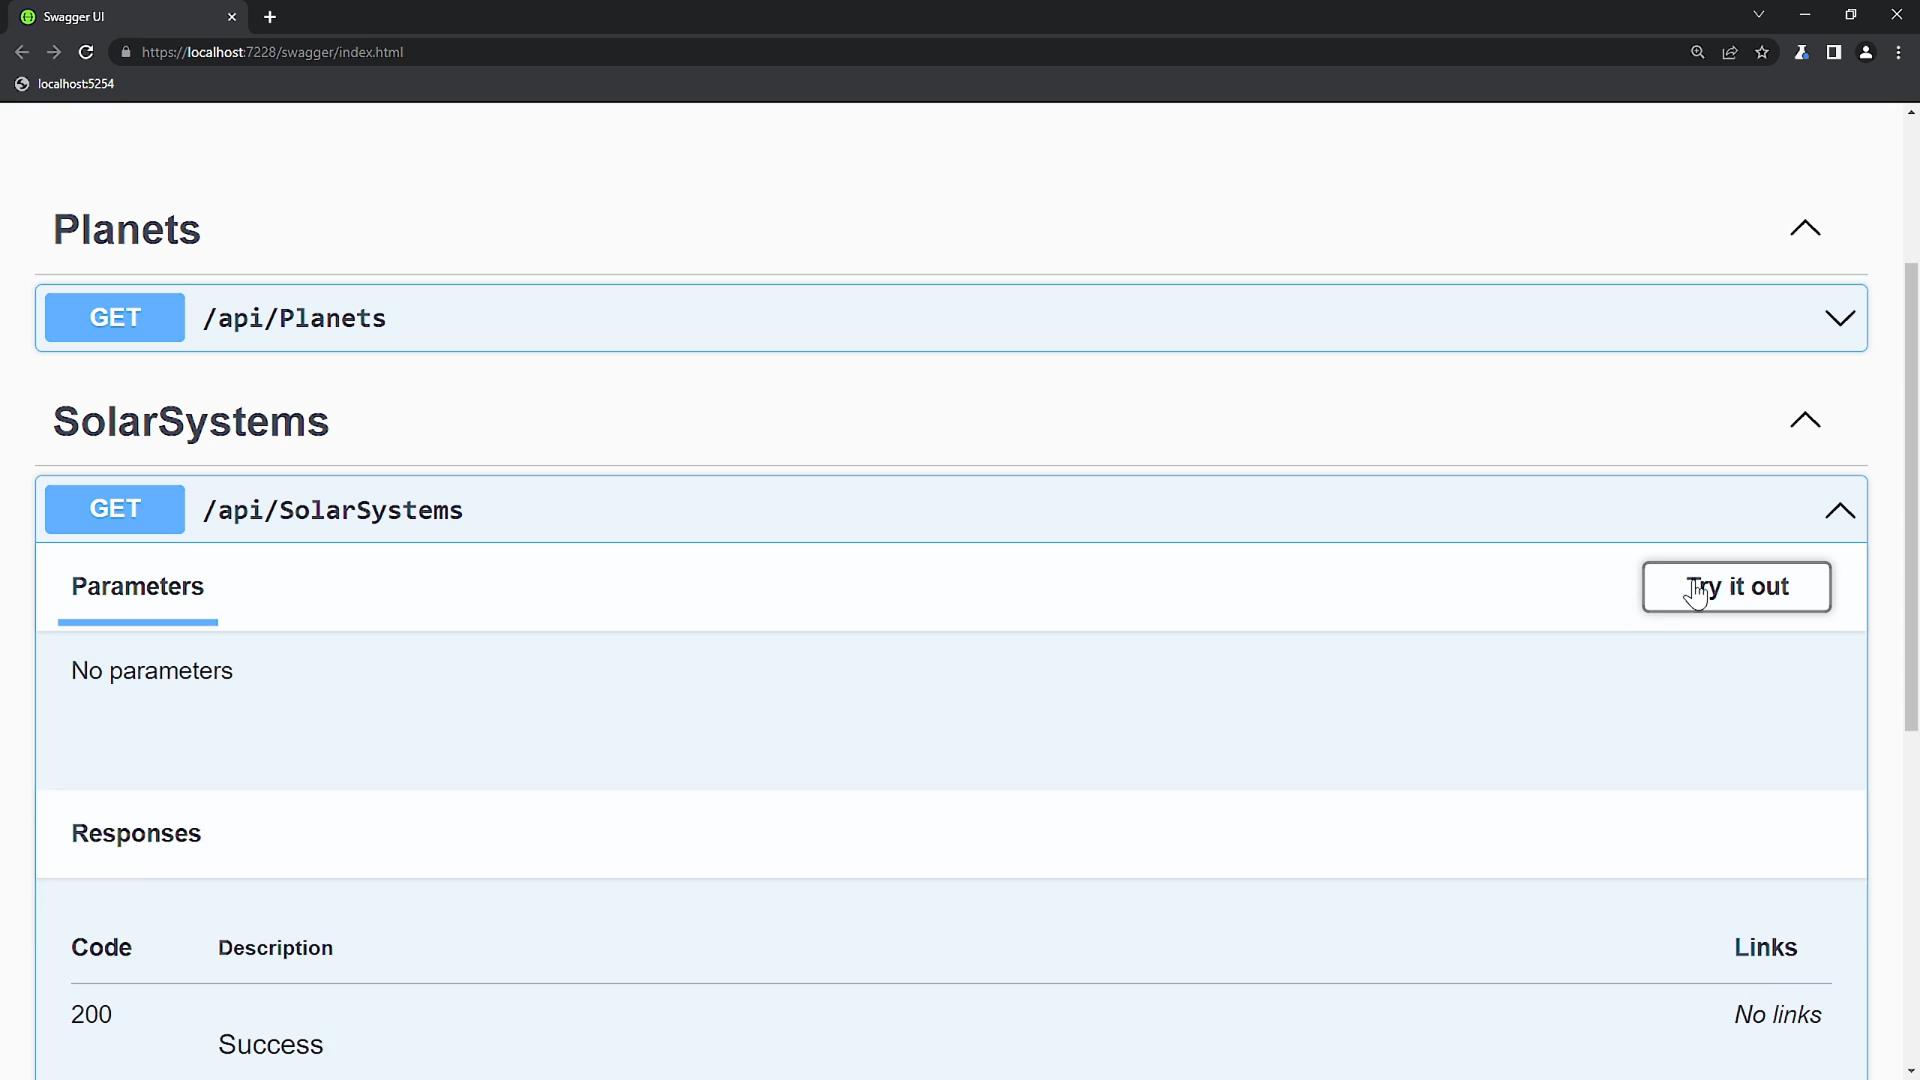 Swagger UI
https://localhost:7228/swagger/index.html
localhost:5254
Planets
GET /api/Planets
SolarSystems
GET /api/SolarSystems
Parameters
Try it out
No parameters
Responses
Code Description Links
200 No links
Success